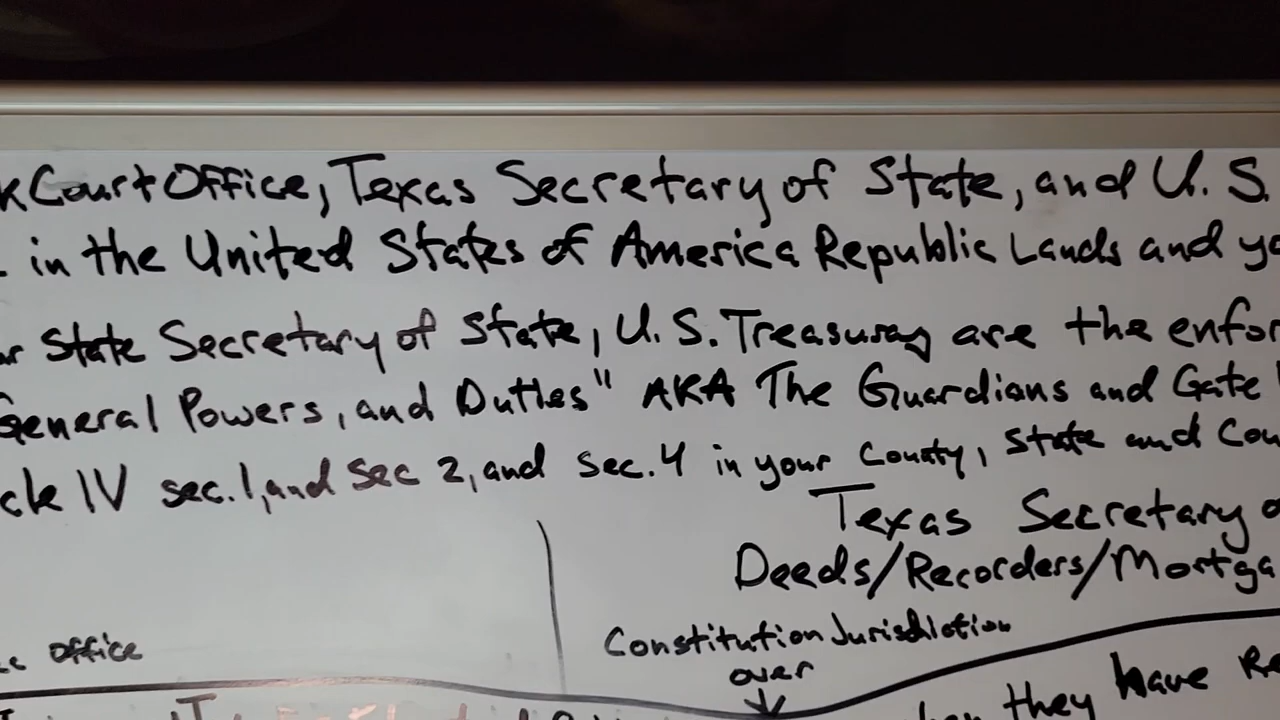 k Court Office, Texas Secretary of State, and U.S.
in the United States of America Republic Lands and yo
r State Secretary of State, U.S. Treasury are the enfor
General Powers, and Duties" AKA The Guardians and Gate
cle IV sec. 1, and Sec 2, and Sec. 4 in your County, State and Cou
Texas Secretary o
Deeds/Recorders/Mortga
Constitution Jurisdiction
office
over
they have Re